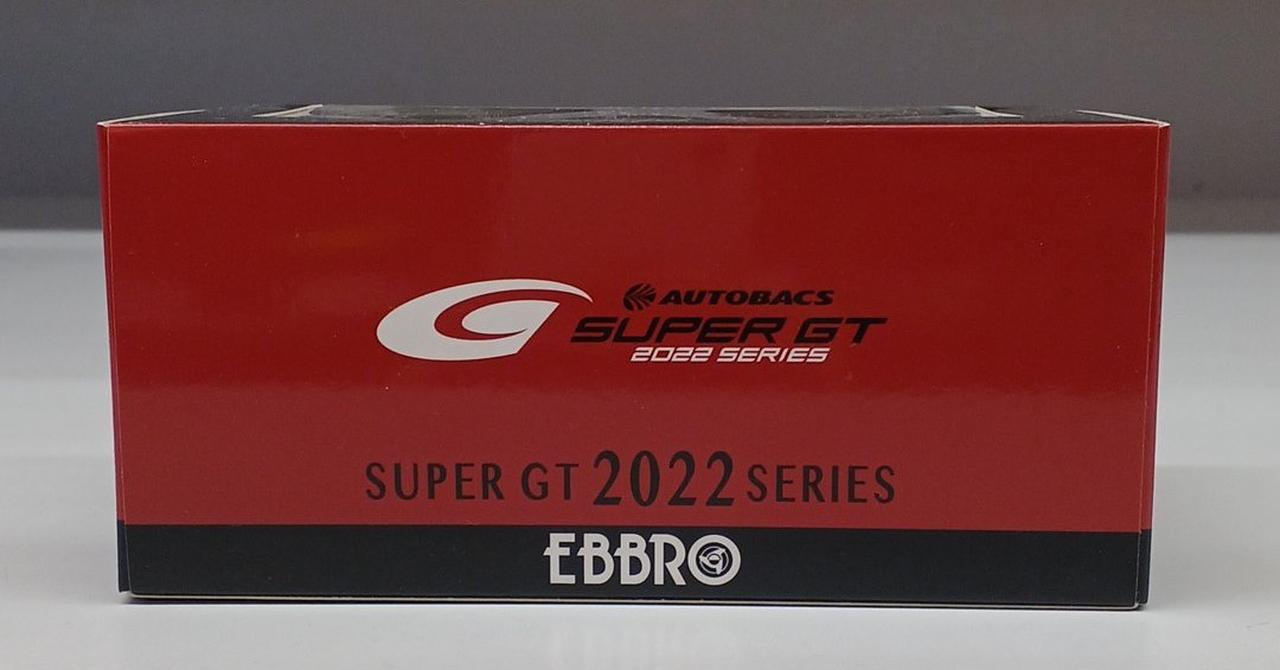 AUTOBACS
SUPER GT
2022 SERIES
SUPER GT 2022 SERIES
EBBRO